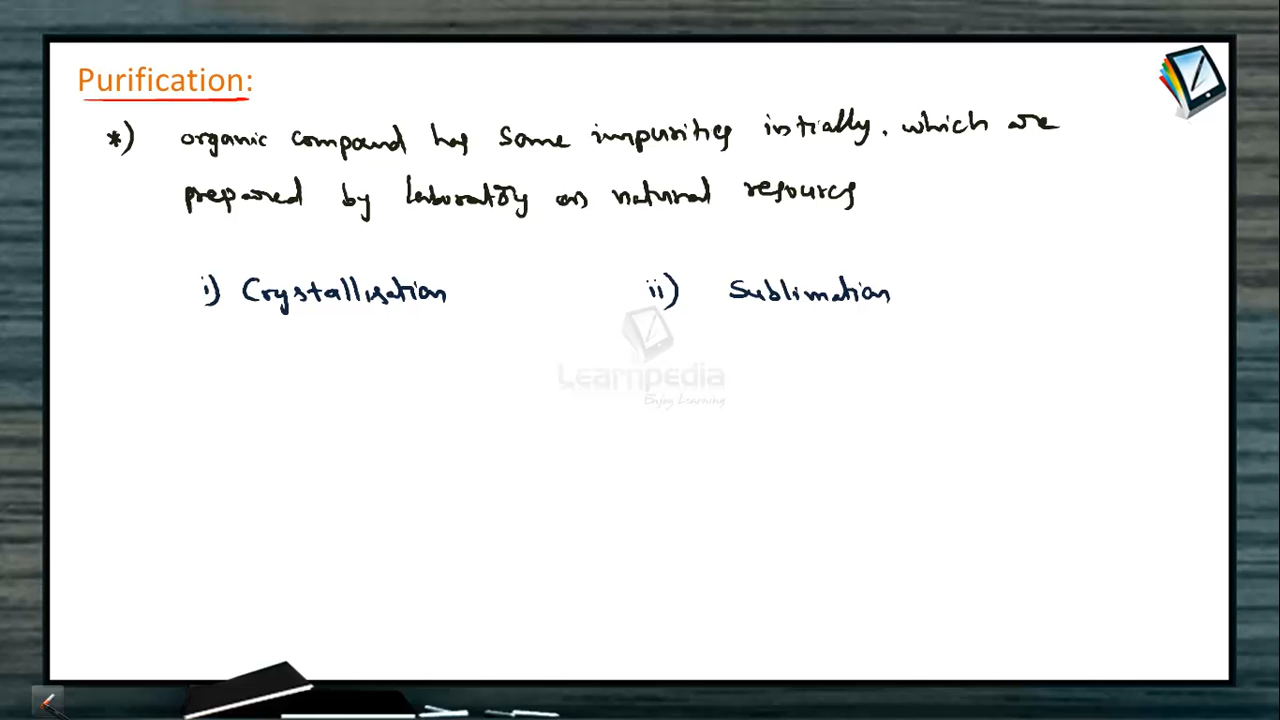 Purification:
*) organic compound has some impurities initially, which are
prepared by laboratory or natural resources
i) Crystallisation ii) Sublimation
Learnpedia
Enjoy Learning